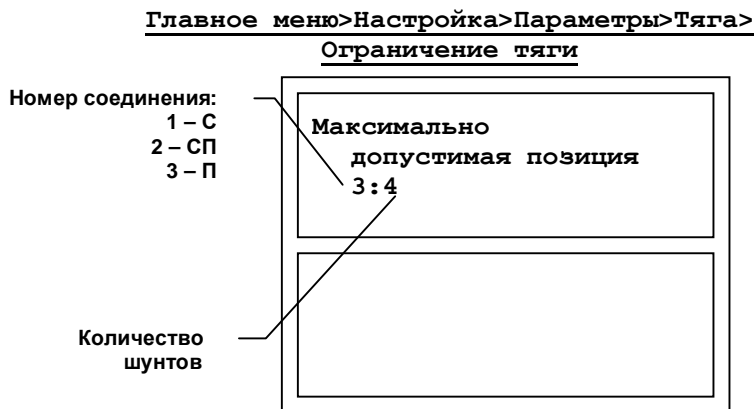 Главное меню>Настройка>Параметры>Тяга>
Ограничение тяги
Номер соединения:
1 – С
2 – СП
3 – П
Максимально
допустимая позиция
3:4
Количество
шунтов